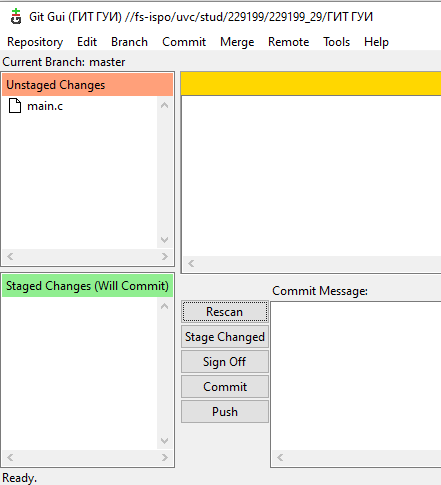 Git Gui (ГИТ ГУИ) //fs-ispo/uvc/stud/229199/229199_29/ГИТ ГУИ
Repository Edit Branch Commit Merge Remote Tools Help
Current Branch: master
Unstaged Changes
main.c
Staged Changes (Will Commit)
Commit Message:
Rescan
Stage Changed
Sign Off
Commit
Push
Ready.